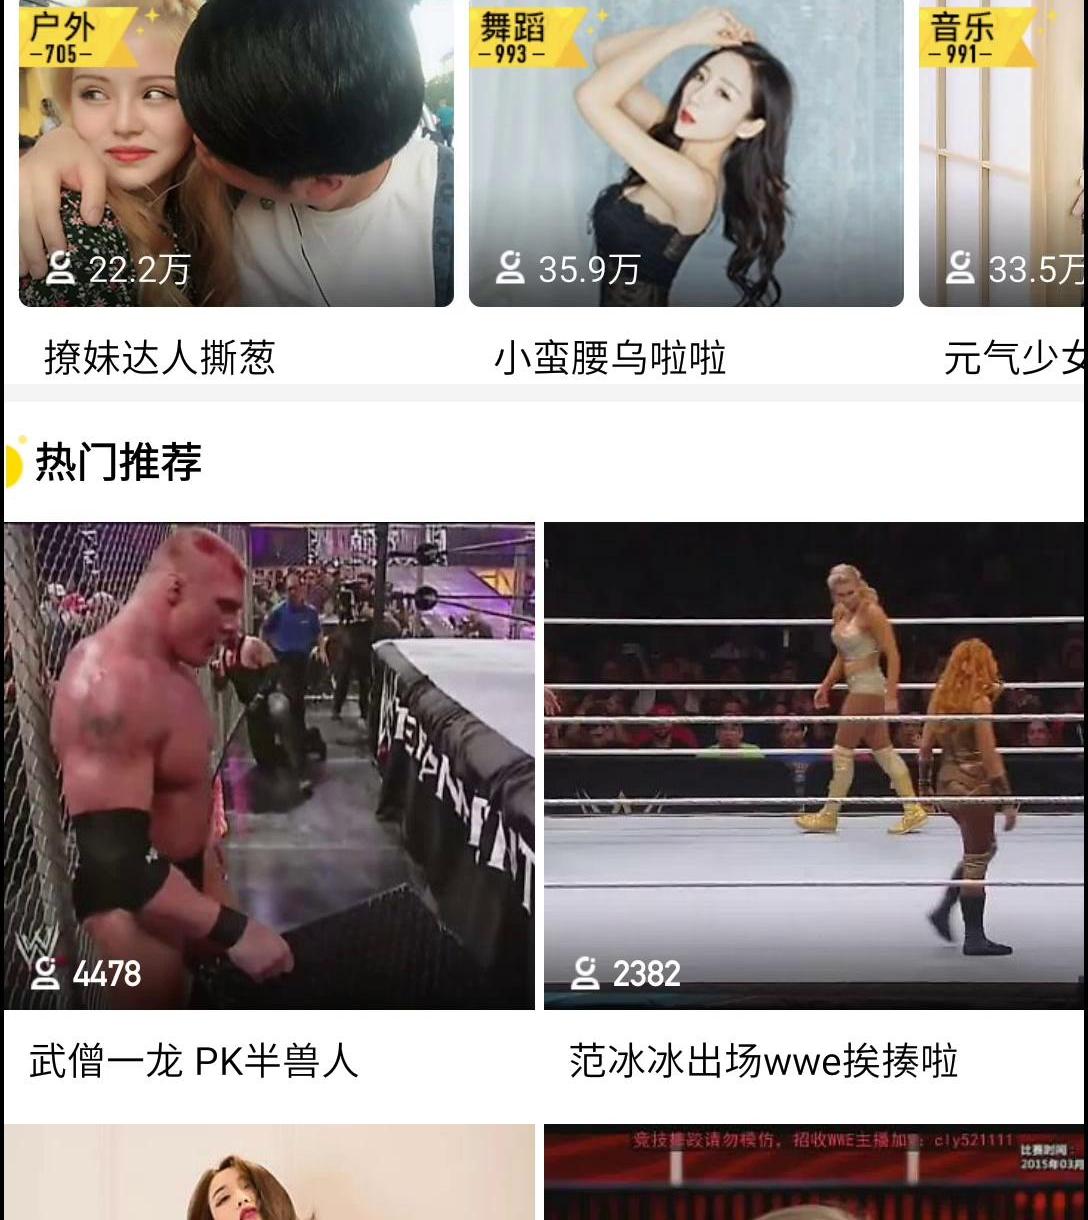 户外
-705-
舞蹈
-993-
音乐
-991-
22.2万
35.9万
33.5万
撩妹达人撕葱
小蛮腰乌啦啦
元气少女
热门推荐
W
4478
2382
武僧一龙 PK半兽人
范冰冰出场wwe挨揍啦
竞技摔跤请勿模仿，招收WWE主播加
：cly521111
比赛时间：
2015年03月